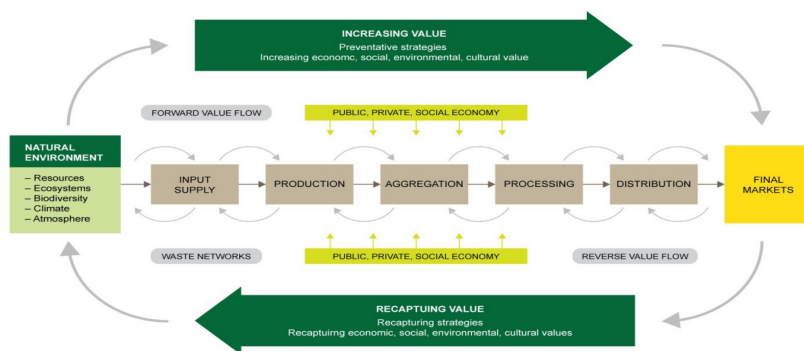 INCREASING VALUE
Preventative strategies
Increasing economc, social, environmental, cultural value
FORWARD VALUE FLOW
PUBLIC, PRIVATE, SOCIAL ECONOMY
NATURAL
ENVIRONMENT
– Resources
– Ecosystems
– Biodiversity
– Climate
– Atmosphere
INPUT
SUPPLY
PRODUCTION
AGGREGATION
PROCESSING
DISTRIBUTION
FINAL
MARKETS
WASTE NETWORKS
PUBLIC, PRIVATE, SOCIAL ECONOMY
REVERSE VALUE FLOW
RECAPTUING VALUE
Recapturing strategies
Recaptuirng economic, social, environmental, cultural values